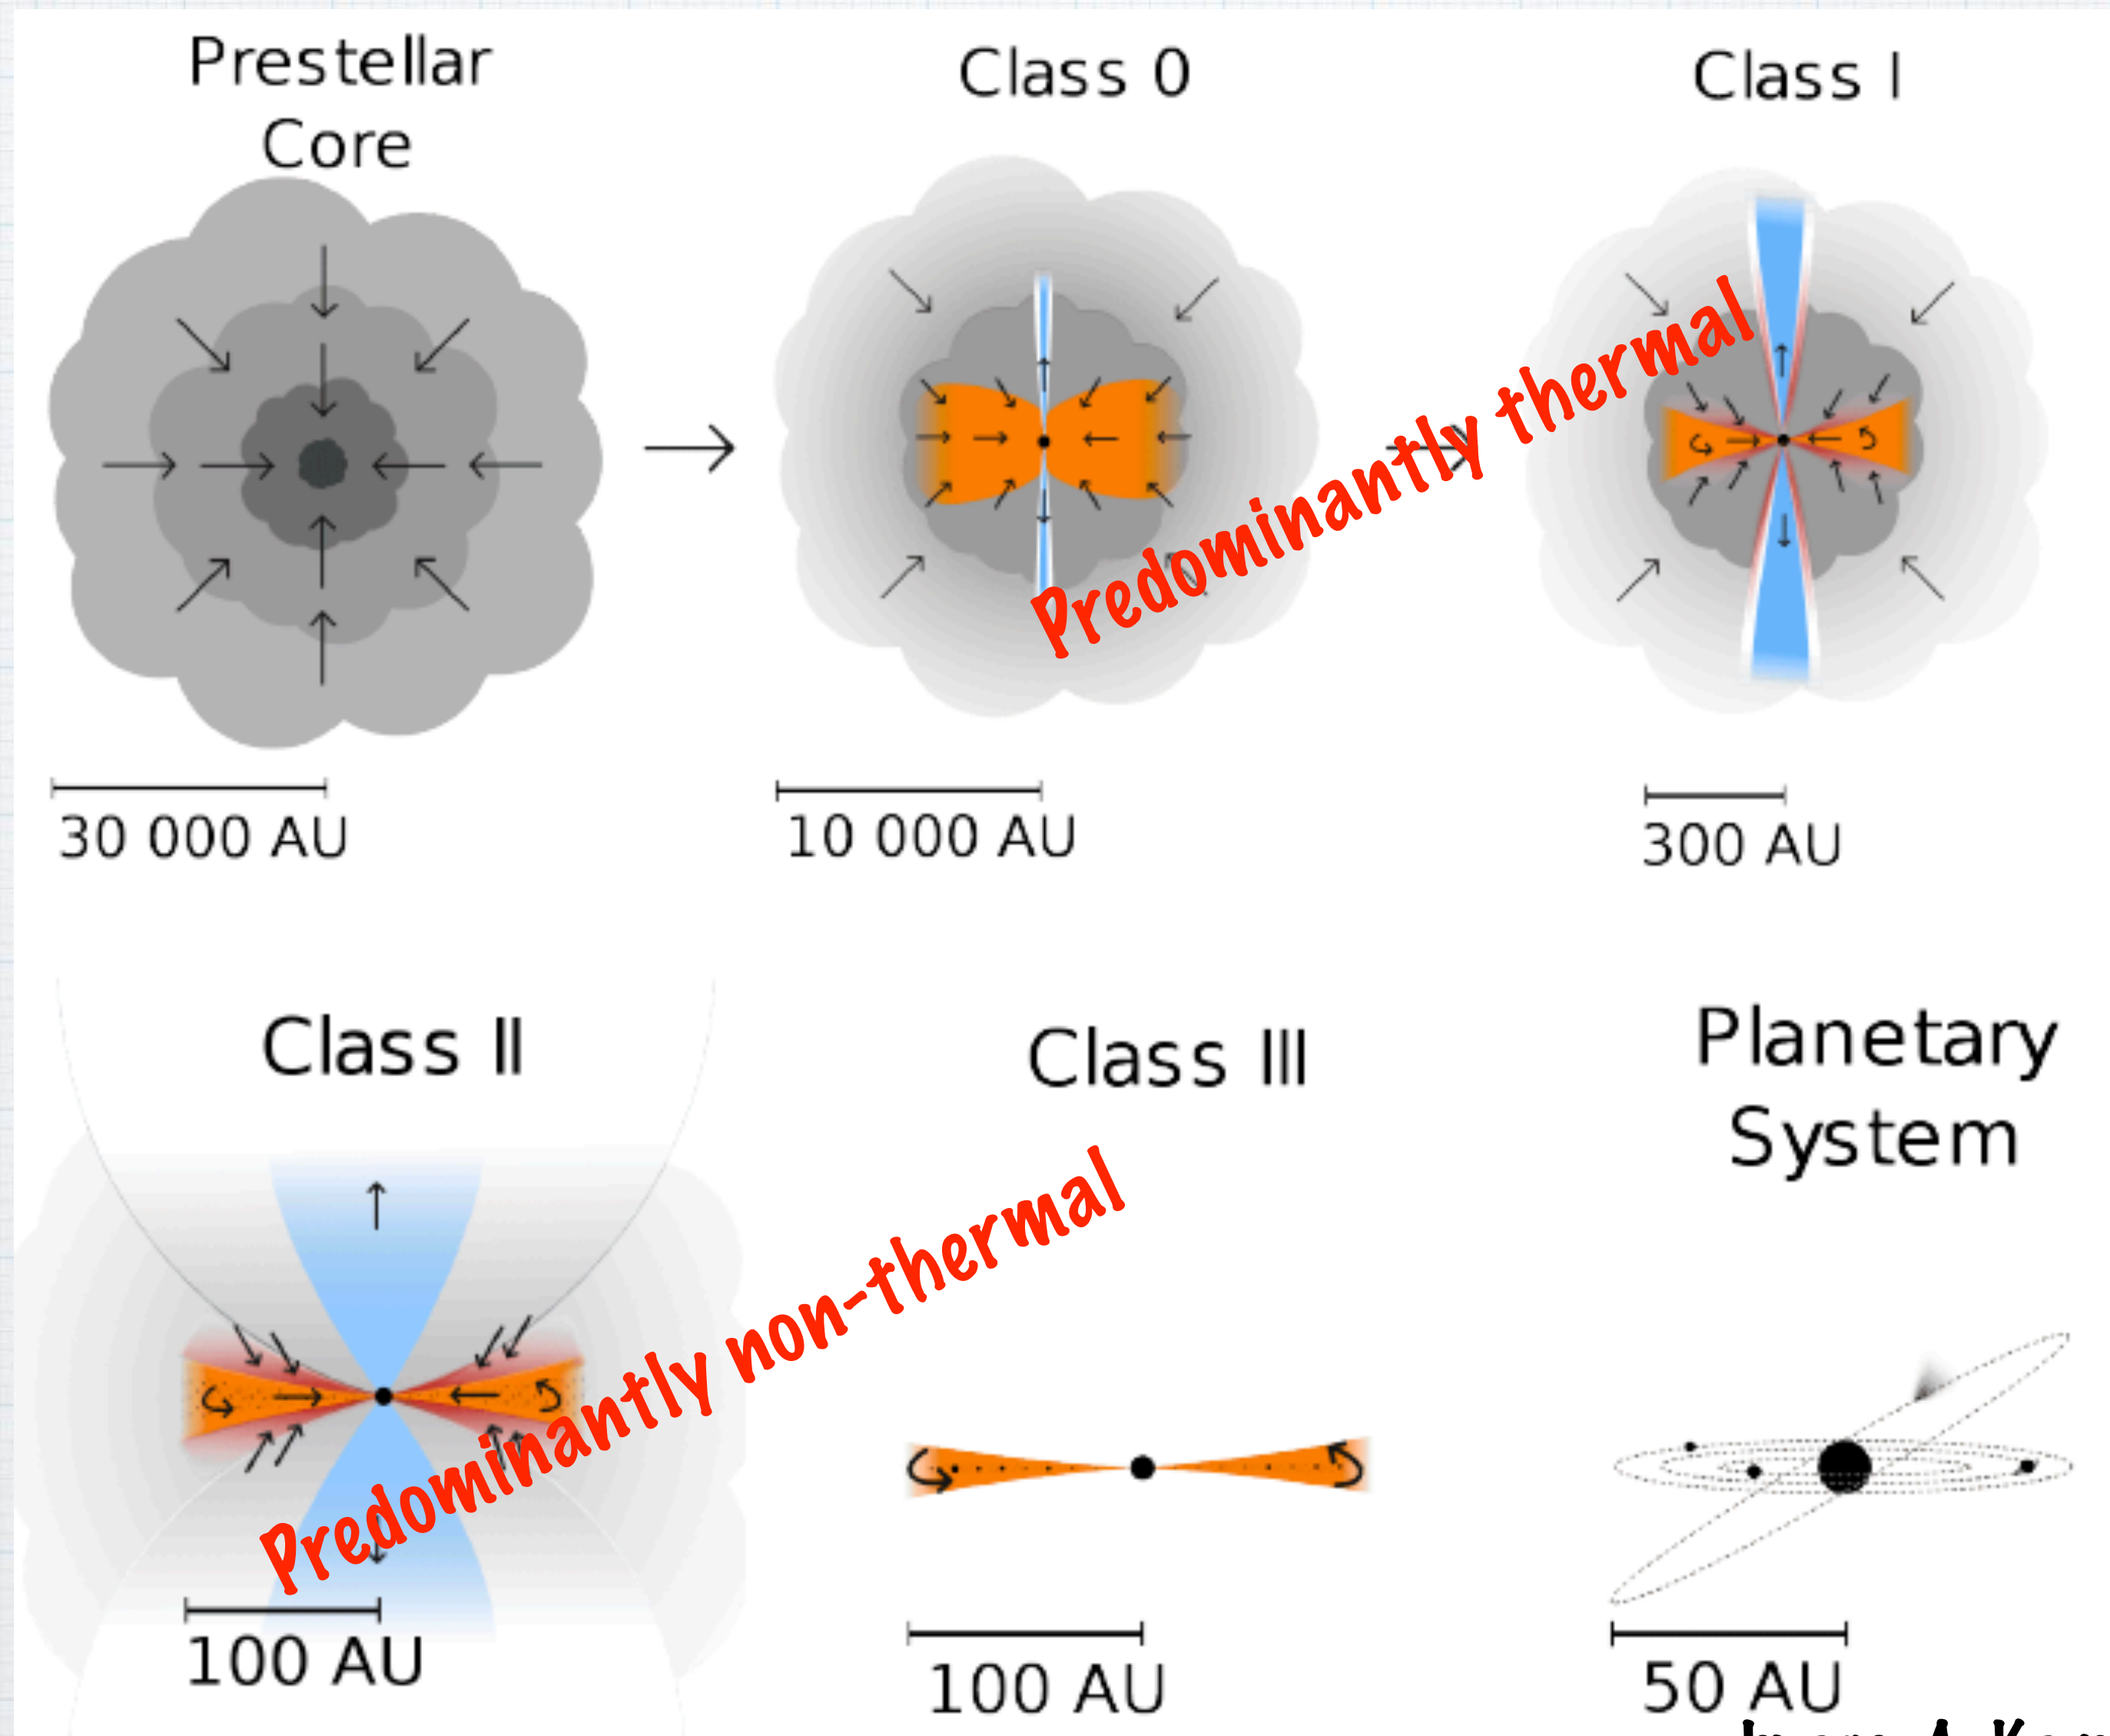 Prestellar
Core
Class 0
Class I
Predominantly thermal
30 000 AU
10 000 AU
300 AU
Class II
Class III
Planetary
System
Predominantly non-thermal
100 AU
100 AU
50 AU